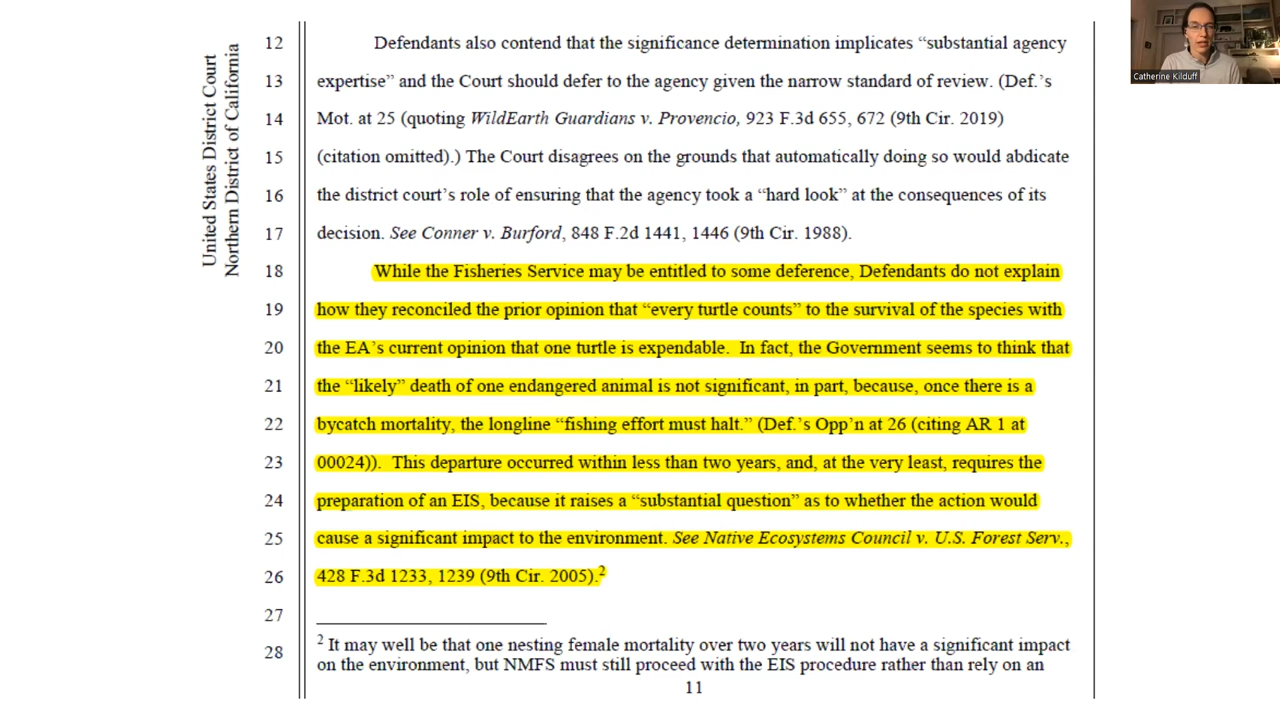 United States District Court
Northern District of California
12 Defendants also contend that the significance determination implicates “substantial agency
13 expertise” and the Court should defer to the agency given the narrow standard of review. (Def.’s
14 Mot. at 25 (quoting WildEarth Guardians v. Provencio, 923 F.3d 655, 672 (9th Cir. 2019)
15 (citation omitted).) The Court disagrees on the grounds that automatically doing so would abdicate
16 the district court’s role of ensuring that the agency took a “hard look” at the consequences of its
17 decision. See Conner v. Burford, 848 F.2d 1441, 1446 (9th Cir. 1988).
18 While the Fisheries Service may be entitled to some deference, Defendants do not explain
19 how they reconciled the prior opinion that “every turtle counts” to the survival of the species with
20 the EA’s current opinion that one turtle is expendable. In fact, the Government seems to think that
21 the “likely” death of one endangered animal is not significant, in part, because, once there is a
22 bycatch mortality, the longline “fishing effort must halt.” (Def.’s Opp’n at 26 (citing AR 1 at
23 00024)). This departure occurred within less than two years, and, at the very least, requires the
24 preparation of an EIS, because it raises a “substantial question” as to whether the action would
25 cause a significant impact to the environment. See Native Ecosystems Council v. U.S. Forest Serv.,
26 428 F.3d 1233, 1239 (9th Cir. 2005).2
27
2 It may well be that one nesting female mortality over two years will not have a significant impact
28 on the environment, but NMFS must still proceed with the EIS procedure rather than rely on an
11
Catherine Kilduff